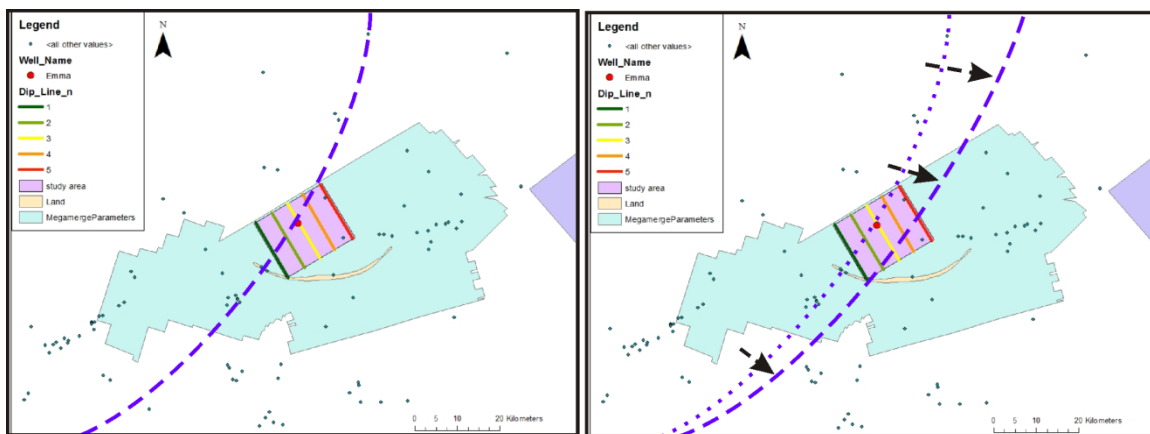 Legend
<all other values>
Well_Name
Emma
Dip_Line_n
1
2
3
4
5
study area
Land
MegamergeParameters
N
0 5 10 20 Kilometers
Legend
<all other values>
Well_Name
Emma
Dip_Line_n
1
2
3
4
5
study area
Land
MegamergeParameters
N
0 5 10 20 Kilometers